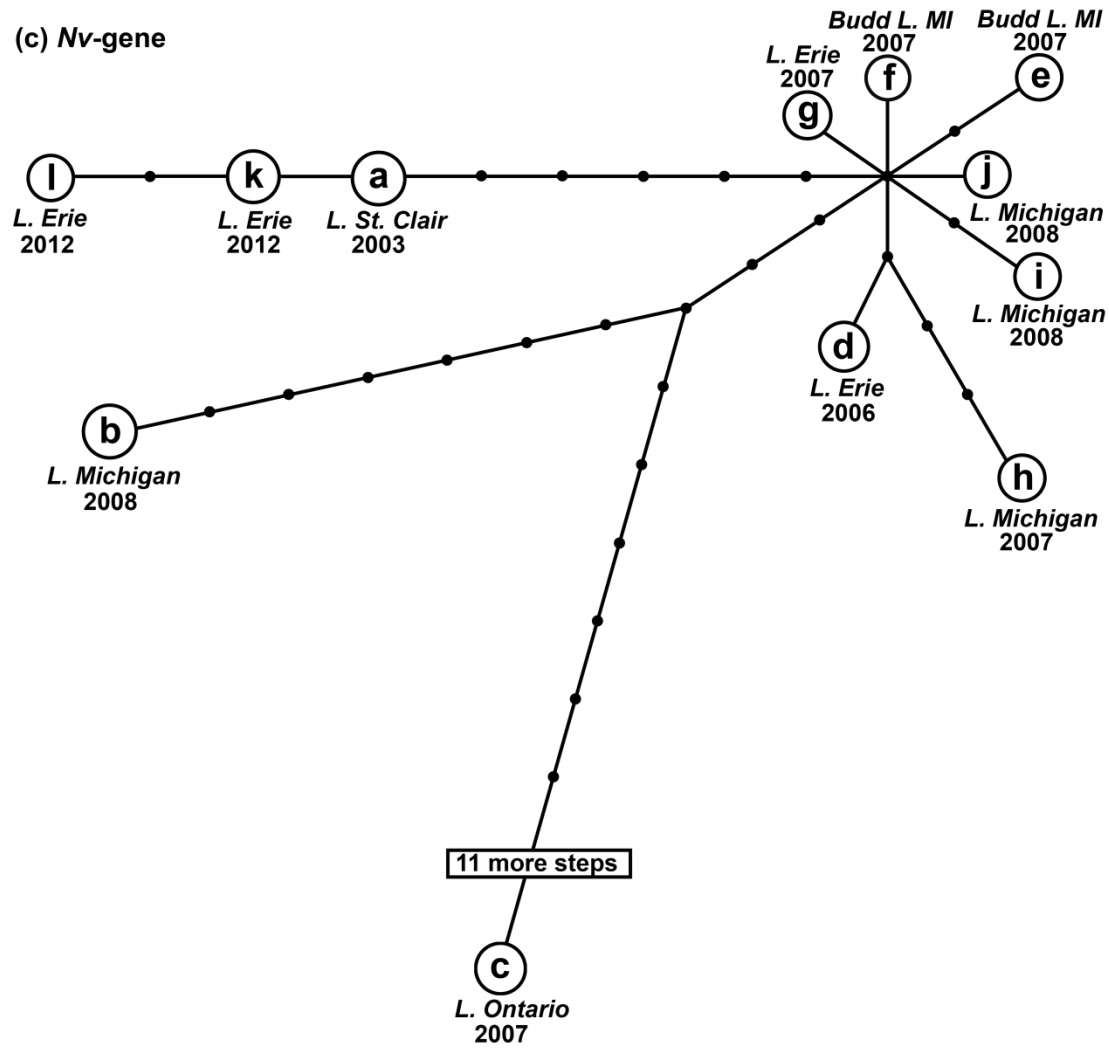 (c) Nv-gene
Budd L. MI
2007
f
Budd L. MI
2007
e
L. Erie
2007
g
l
L. Erie
2012
k
L. Erie
2012
a
L. St. Clair
2003
j
L. Michigan
2008
i
L. Michigan
2008
d
L. Erie
2006
b
L. Michigan
2008
h
L. Michigan
2007
11 more steps
c
L. Ontario
2007